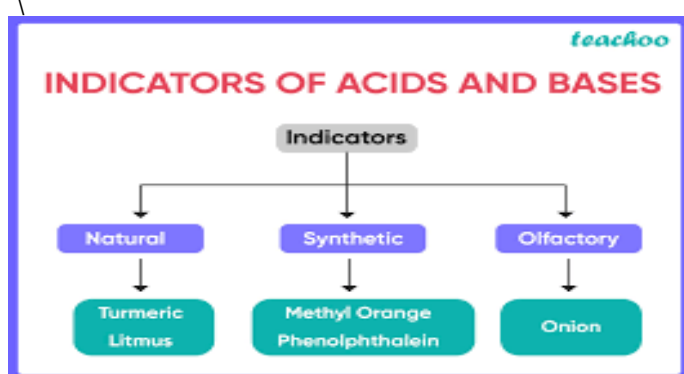 teachoo
INDICATORS OF ACIDS AND BASES
Indicators
Natural
Synthetic
Olfactory
Turmeric
Litmus
Methyl Orange
Phenolphthalein
Onion